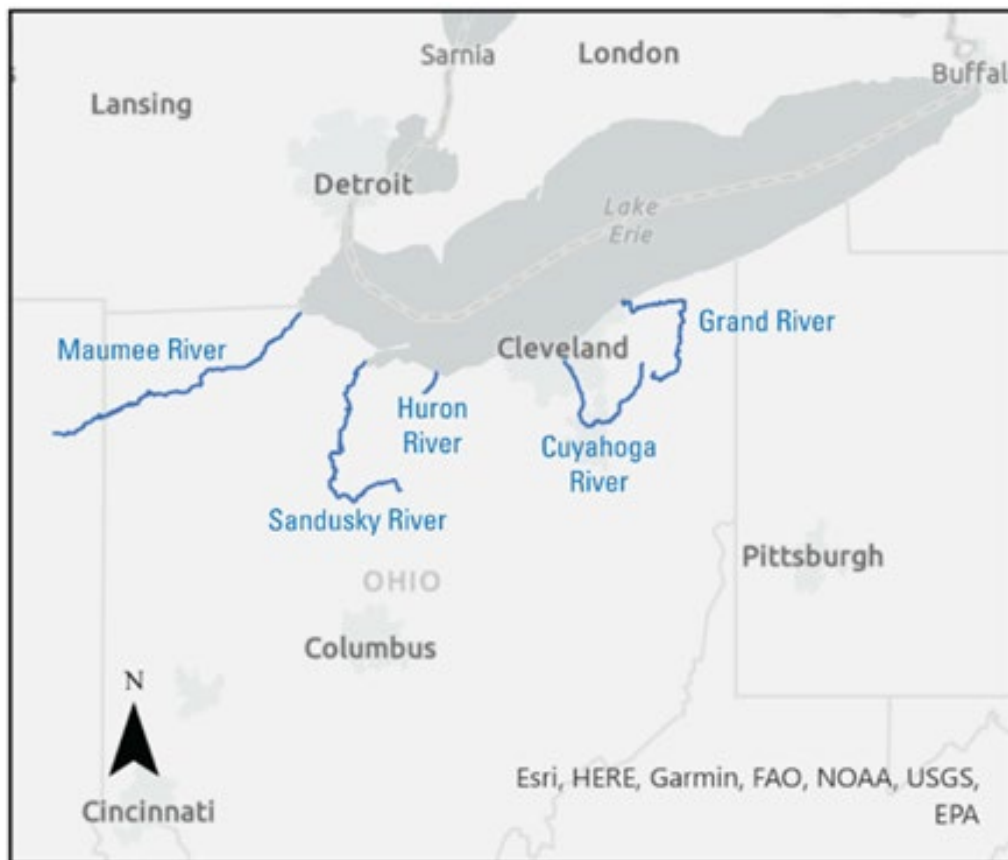 Sarnia
London
Buffal
Lansing
Detroit
Lake
Erie
Maumee River
Grand River
Cleveland
Huron
River
Cuyahoga
River
Sandusky River
Pittsburgh
OHIO
Columbus
N
Esri, HERE, Garmin, FAO, NOAA, USGS,
EPA
Cincinnati